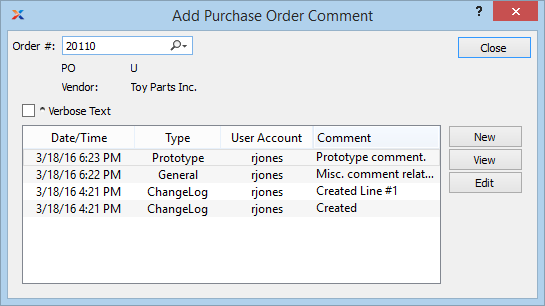 Add Purchase Order Comment
? X
Order #: 20110
Close
PO U
Vendor: Toy Parts Inc.
^ Verbose Text
Date/Time Type User Account Comment
3/18/16 6:23 PM Prototype rjones Prototype comment.
3/18/16 6:22 PM General rjones Misc. comment relat...
3/18/16 4:21 PM ChangeLog rjones Created Line #1
3/18/16 4:21 PM ChangeLog rjones Created
New
View
Edit